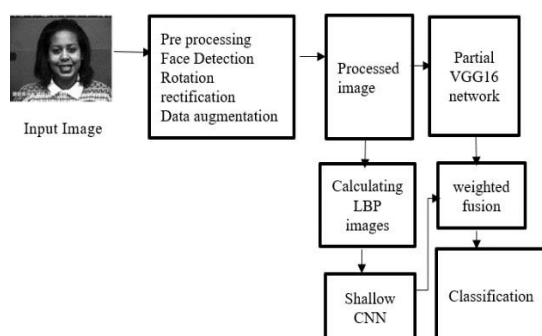 Input Image
Pre processing
Face Detection
Rotation
rectification
Data augmentation
Processed
image
Partial
VGG16
network
Calculating
LBP
images
weighted
fusion
Shallow
CNN
Classification